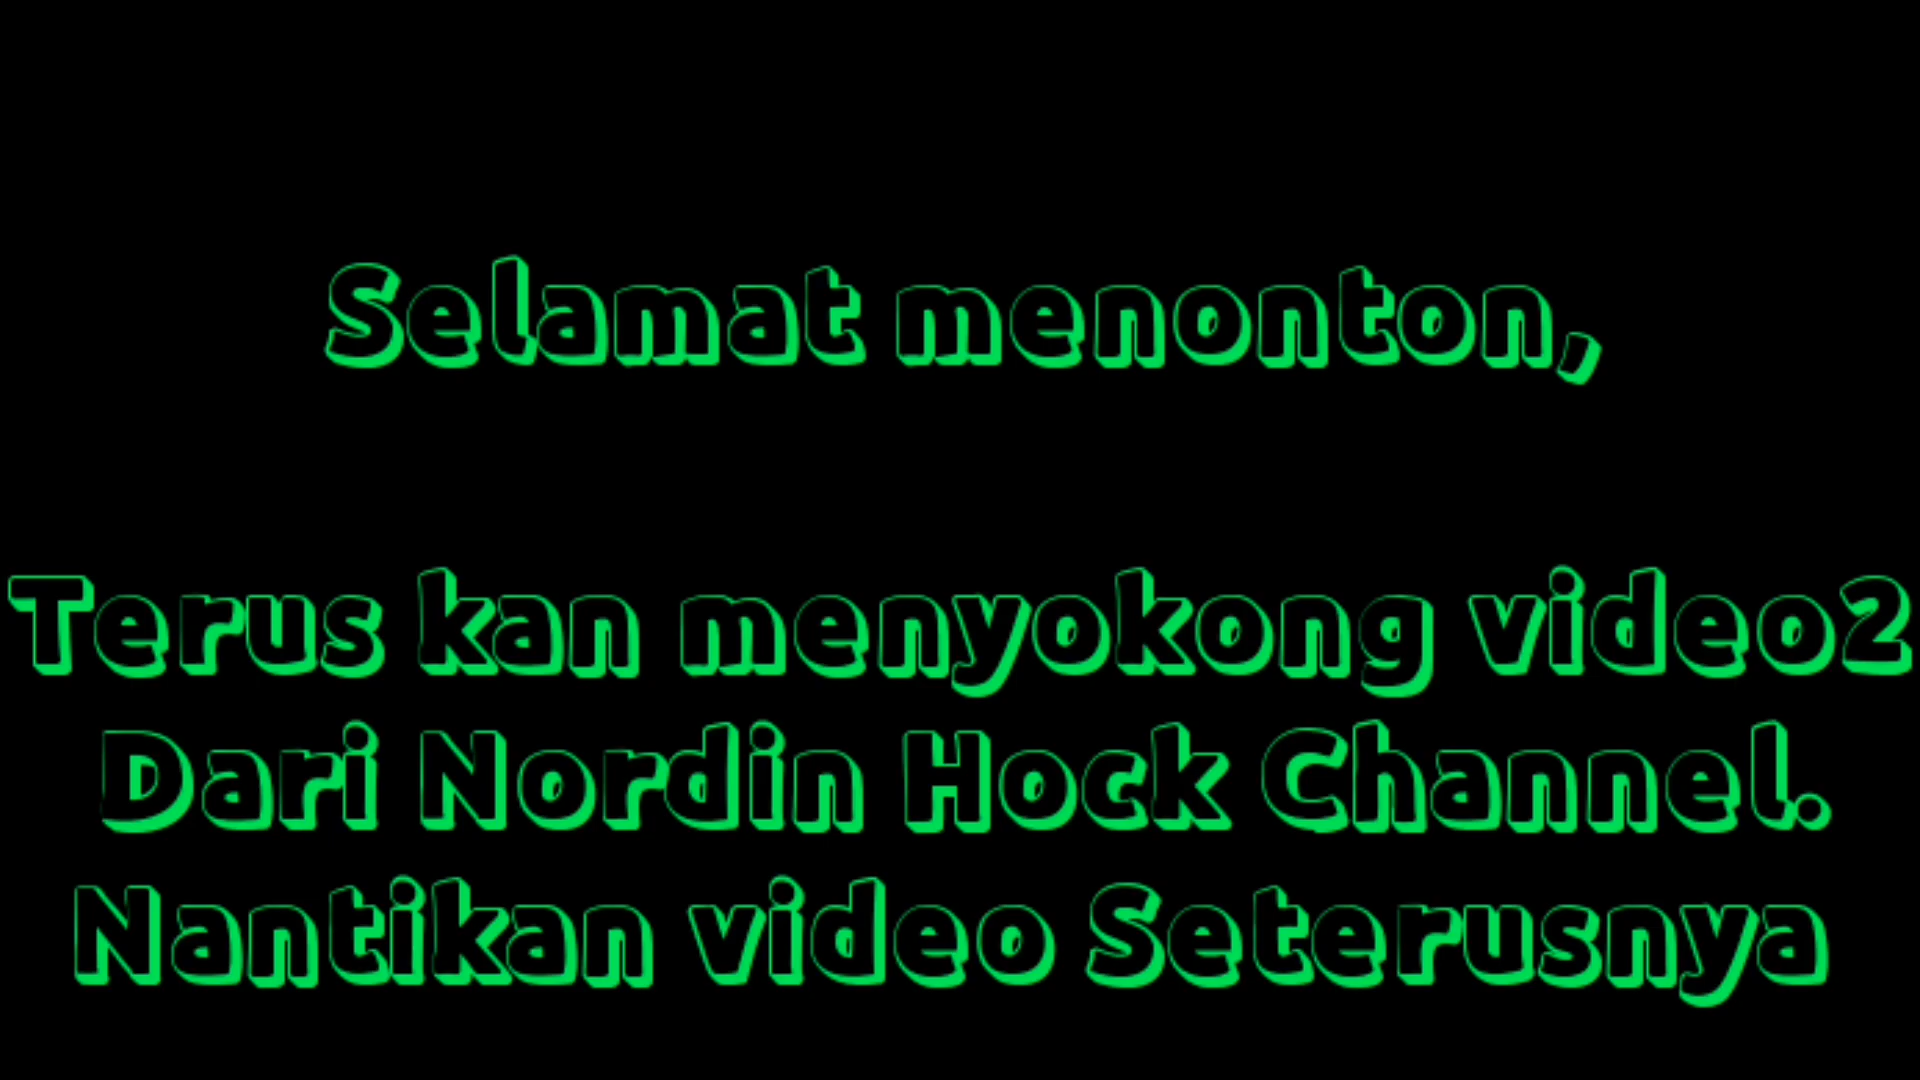 Selamat menonton,
Terus kan menyokong video2
Dari Nordin Hock Channel.
Nantikan video Seterusnya